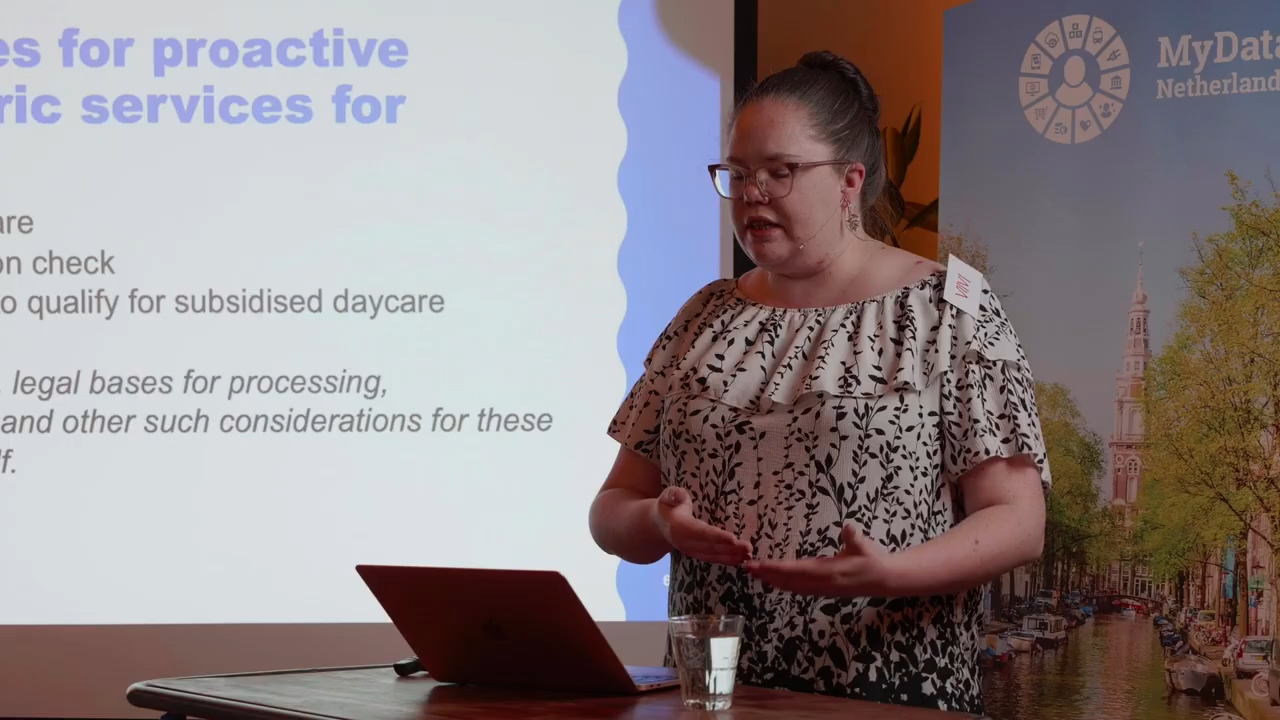 es for proactive
ric services for
are
on check
o qualify for subsidised daycare
, legal bases for processing,
and other such considerations for these
f.
MyData
Netherland